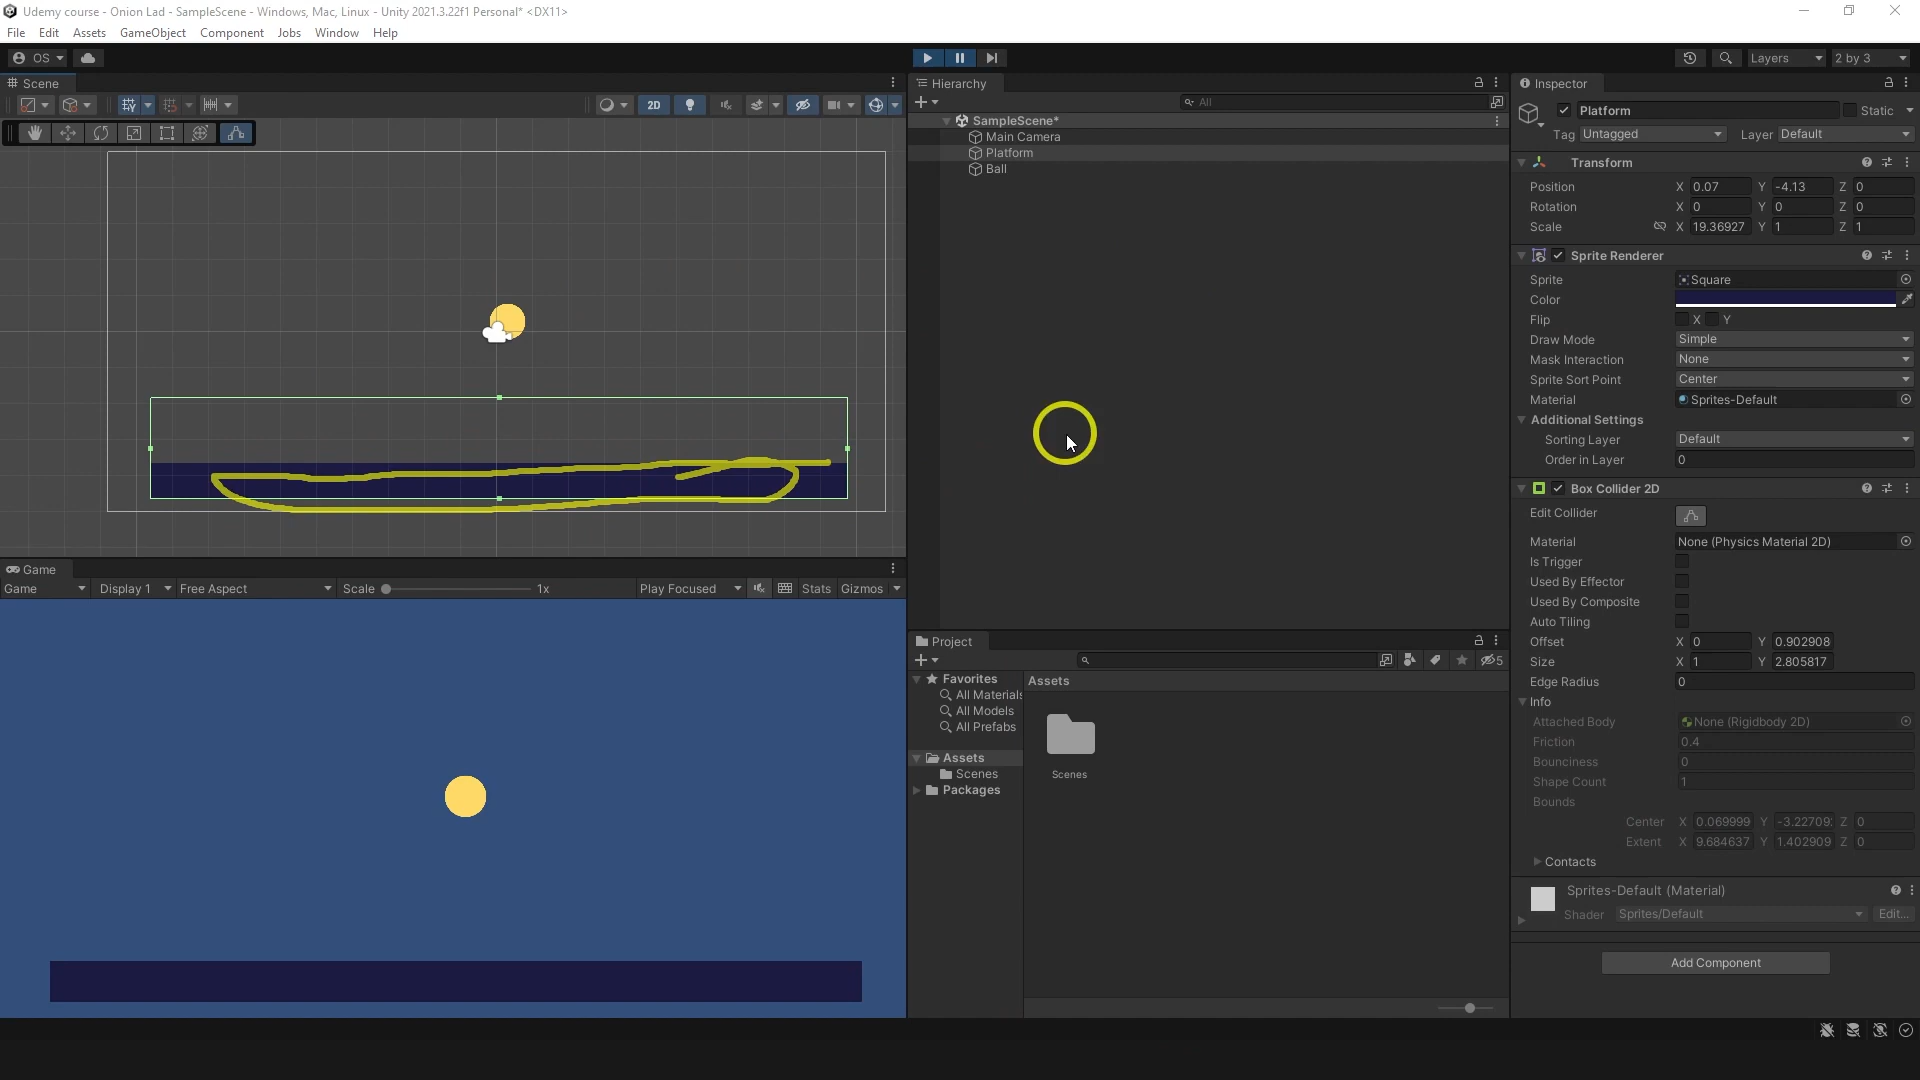 Udemy course - Onion Lad - SampleScene - Windows, Mac, Linux - Unity 2021.3.22f1 Personal* <DX11>
File Edit Assets GameObject Component Jobs Window Help
OS Layers 2 by 3
Scene
2D
Game
Game Display 1 Free Aspect Scale 1x Play Focused Stats Gizmos
Hierarchy
All
SampleScene*
Main Camera
Platform
Ball
Project
5
Favorites
All Materials
All Models
All Prefabs
Assets
Scenes
Packages
Assets
Scenes
Inspector
Platform Static
Tag Untagged Layer Default
Transform
Position X 0.07 Y -4.13 Z 0
Rotation X 0 Y 0 Z 0
Scale X 19.36927 Y 1 Z 1
Sprite Renderer
Sprite Square
Color
Flip X Y
Draw Mode Simple
Mask Interaction None
Sprite Sort Point Center
Material Sprites-Default
Additional Settings
Sorting Layer Default
Order in Layer 0
Box Collider 2D
Edit Collider
Material None (Physics Material 2D)
Is Trigger
Used By Effector
Used By Composite
Auto Tiling
Offset X 0 Y 0.902908
Size X 1 Y 2.805817
Edge Radius 0
Info
Attached Body None (Rigidbody 2D)
Friction 0.4
Bounciness 0
Shape Count 1
Bounds
Center X 0.069999 Y -3.22709 Z 0
Extent X 9.684637 Y 1.402909 Z 0
Contacts
Sprites-Default (Material)
Shader Sprites/Default Edit...
Add Component